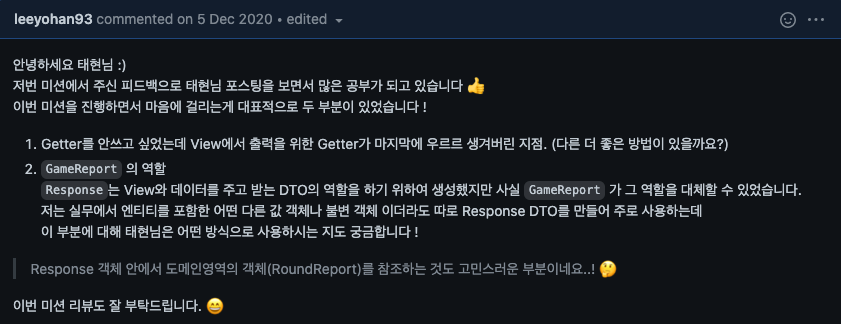 leeyohan93 commented on 5 Dec 2020 • edited
안녕하세요 태현님 :)
저번 미션에서 주신 피드백으로 태현님 포스팅을 보면서 많은 공부가 되고 있습니다 👍
이번 미션을 진행하면서 마음에 걸리는게 대표적으로 두 부분이 있었습니다 !
1. Getter를 안쓰고 싶었는데 View에서 출력을 위한 Getter가 마지막에 우르르 생겨버린 지점. (다른 더 좋은 방법이 있을까요?)
2. GameReport 의 역할
Response는 View와 데이터를 주고 받는 DTO의 역할을 하기 위하여 생성했지만 사실 GameReport 가 그 역할을 대체할 수 있었습니다.
저는 실무에서 엔티티를 포함한 어떤 다른 값 객체나 불변 객체 이더라도 따로 Response DTO를 만들어 주로 사용하는데
이 부분에 대해 태현님은 어떤 방식으로 사용하시는 지도 궁금합니다 !
Response 객체 안에서 도메인영역의 객체(RoundReport)를 참조하는 것도 고민스러운 부분이네요..! 🤔
이번 미션 리뷰도 잘 부탁드립니다. 😄